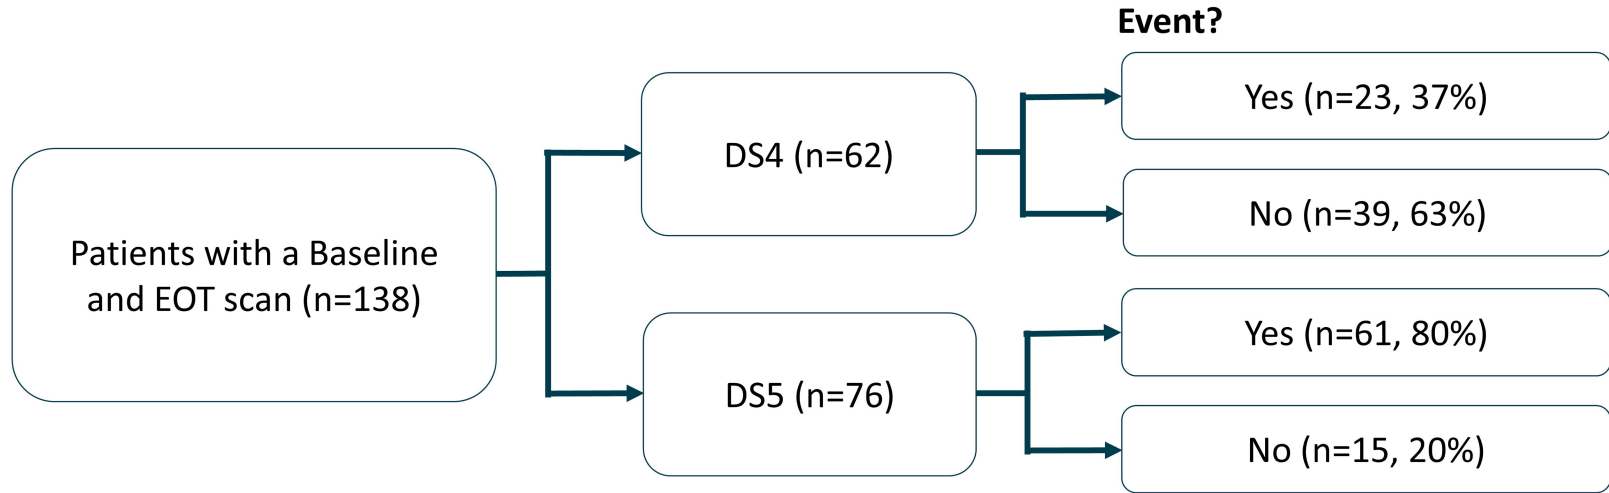 Event?
Patients with a Baseline
and EOT scan (n=138)
DS4 (n=62)
Yes (n=23, 37%)
No (n=39, 63%)
DS5 (n=76)
Yes (n=61, 80%)
No (n=15, 20%)